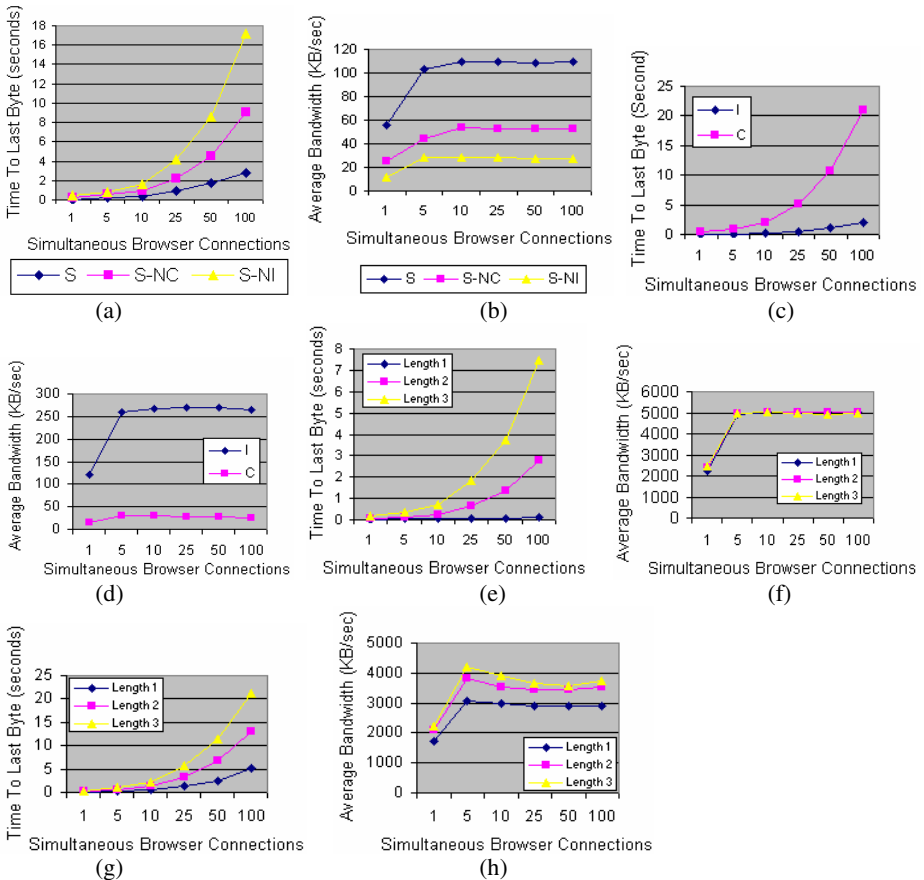 Time To Last Byte (seconds)
18
16
14
12
10
8
6
4
2
0
1 5 10 25 50 100
Simultaneous Browser Connections
S S-NC S-NI
(a)
Average Bandwidth (KB/sec)
120
100
80
60
40
20
0
1 5 10 25 50 100
Simultaneous Browser Connections
S S-NC S-NI
(b)
Time To Last Byte (Second)
25
20
15
10
5
0
I
C
1 5 10 25 50 100
Simultaneous Browser Connections
(c)
Average Bandwidth (KB/sec)
300
250
200
150
100
50
0
I
C
1 5 10 25 50 100
Simultaneous Browser Connections
(d)
Time To Last Byte (seconds)
8
7
6
5
4
3
2
1
0
Length 1
Length 2
Length 3
1 5 10 25 50 100
Simultaneous Browser Connections
(e)
Average Bandwidth (KB/sec)
6000
5000
4000
3000
2000
1000
0
Length 1
Length 2
Length 3
1 5 10 25 50 100
Simultaneous Browser Connections
(f)
Time To Last Byte (seconds)
25
20
15
10
5
0
Length 1
Length 2
Length 3
1 5 10 25 50 100
Simultaneous Browser Connections
(g)
Average Bandwidth (KB/sec)
5000
4000
3000
2000
1000
0
Length 1
Length 2
Length 3
1 5 10 25 50 100
Simultaneous Browser Connections
(h)